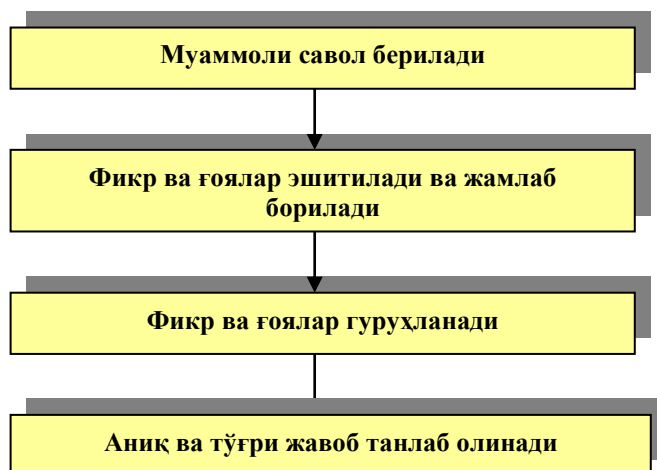 Муаммоли савол берилади
Фикр ва ғоялар эшитилади ва жамлаб
борилади
Фикр ва ғоялар гуруҳланади
Аниқ ва тўғри жавоб танлаб олинади